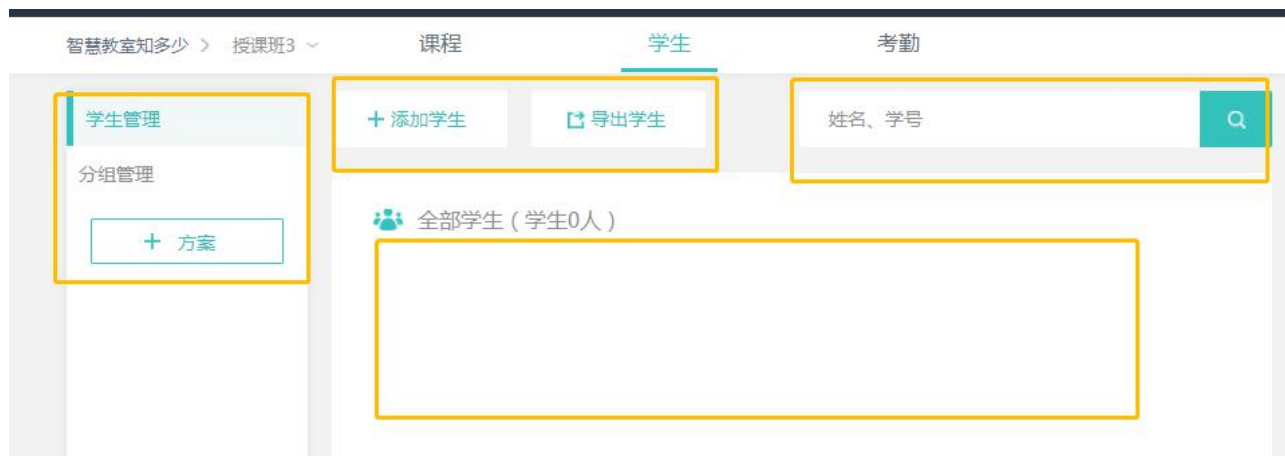 智慧教室知多少 > 授课班3
课程 学生 考勤
学生管理
分组管理
+ 方案
+ 添加学生 导出学生
姓名、学号
全部学生 ( 学生0人 )